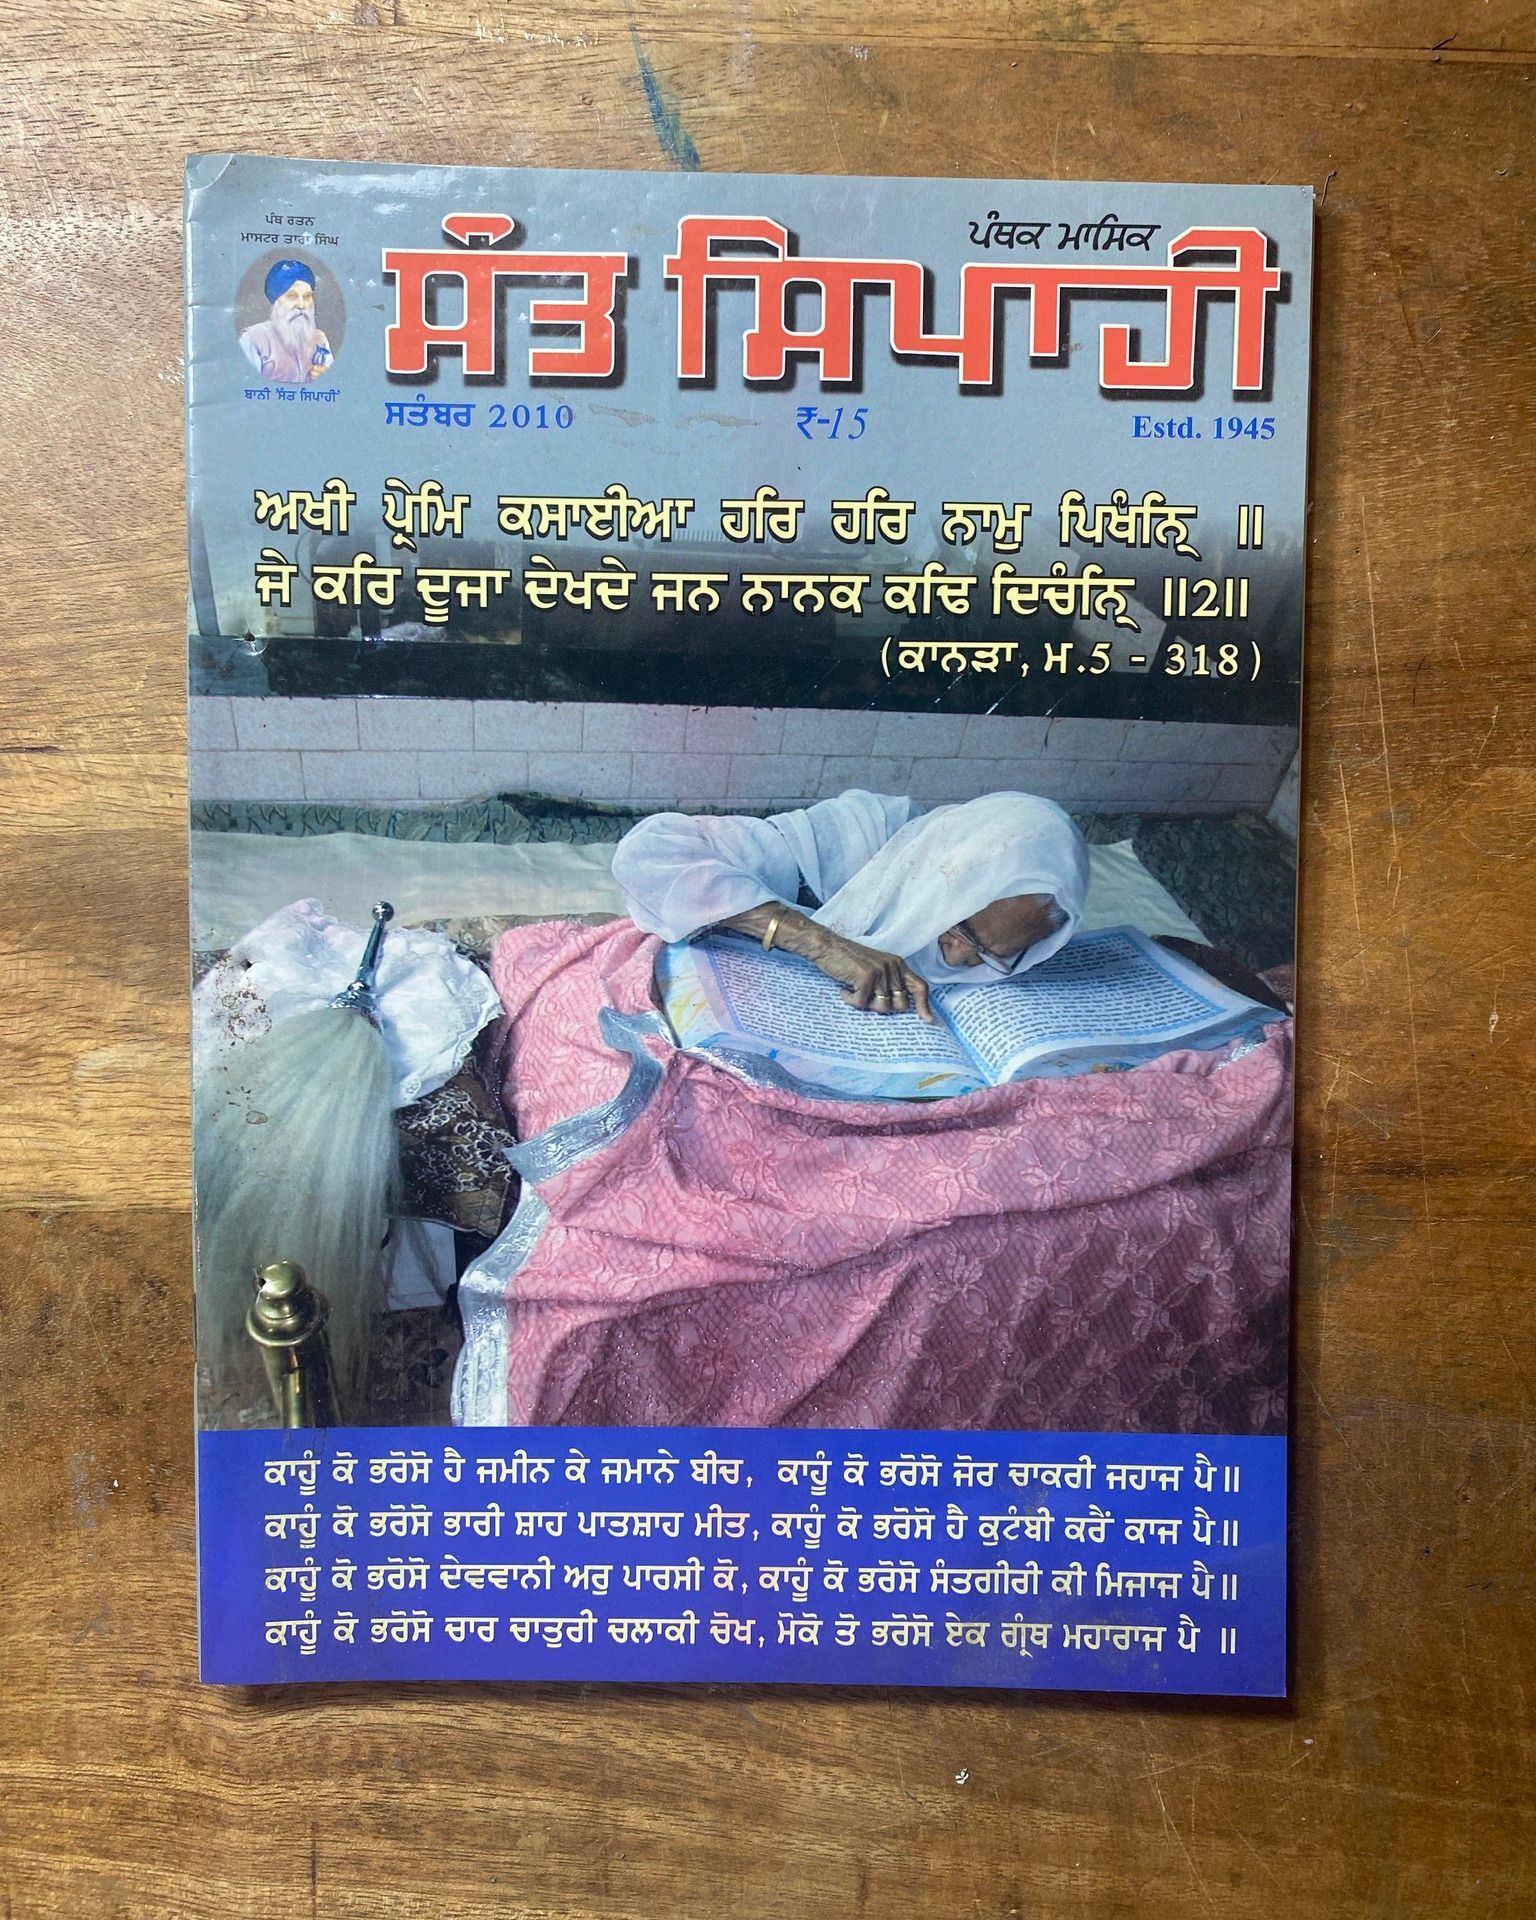 ਪੰਥ ਰਤਨ
ਮਾਸਟਰ ਤਾਰਾ ਸਿੰਘ
ਪੰਥਕ ਮਾਸਿਕ
ਸੰਤ ਸਿਪਾਹੀ
ਬਾਨੀ 'ਸੰਤ ਸਿਪਾਹੀ'
ਸਤੰਬਰ 2010 ₹-15 Estd. 1945
ਅਖੀ ਪ੍ਰੇਮਿ ਕਸਾਈਆ ਹਰਿ ਹਰਿ ਨਾਮੁ ਪਿਖੰਨ੍ਹਿ ॥
ਜੇ ਕਰਿ ਦੂਜਾ ਦੇਖਦੇ ਜਨ ਨਾਨਕ ਕਢਿ ਦਿਚੰਨ੍ਹਿ ॥2॥
(ਕਾਨੜਾ, ਮ.5 - 318)
ਕਾਹੂੰ ਕੋ ਭਰੋਸੋ ਹੈ ਜਮੀਨ ਕੇ ਜਮਾਨੇ ਬੀਚ, ਕਾਹੂੰ ਕੋ ਭਰੋਸੋ ਜੋਰ ਚਾਕਰੀ ਜਹਾਜ ਪੈ॥
ਕਾਹੂੰ ਕੋ ਭਰੋਸੋ ਭਾਰੀ ਸ਼ਾਹ ਪਾਤਸ਼ਾਹ ਮੀਤ, ਕਾਹੂੰ ਕੋ ਭਰੋਸੋ ਹੈ ਕੁਟੰਬੀ ਕਰੈਂ ਕਾਜ ਪੈ॥
ਕਾਹੂੰ ਕੋ ਭਰੋਸੋ ਦੇਵਵਾਨੀ ਅਰੁ ਪਾਰਸੀ ਕੋ, ਕਾਹੂੰ ਕੋ ਭਰੋਸੋ ਸੰਤਗੀਰੀ ਕੀ ਮਿਜਾਜ ਪੈ॥
ਕਾਹੂੰ ਕੋ ਭਰੋਸੋ ਚਾਰ ਚਾਤੁਰੀ ਚਲਾਕੀ ਚੋਖ, ਮੋਕੋ ਤੋ ਭਰੋਸੋ ਏਕ ਗ੍ਰੰਥ ਮਹਾਰਾਜ ਪੈ ॥